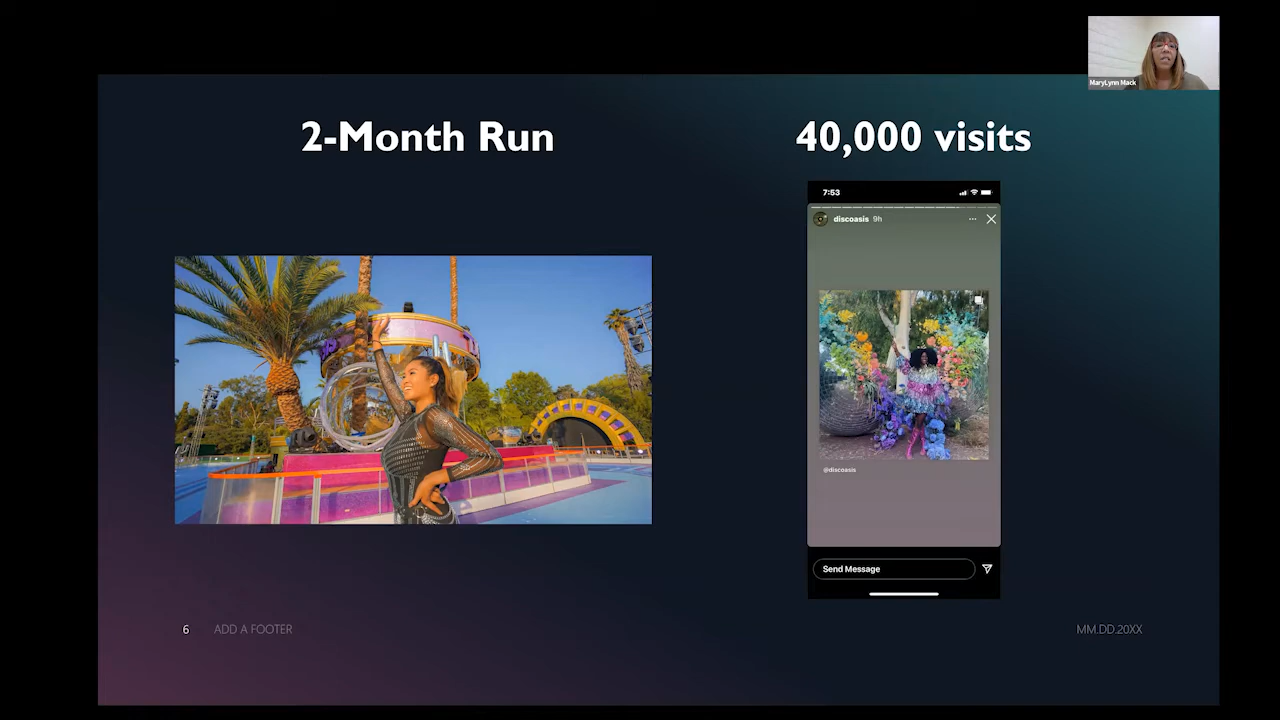 MaryLynn Mack
2-Month Run
40,000 visits
7:53
discoasis 9h
@discoasis
Send Message
6 ADD A FOOTER
MM.DD.20XX